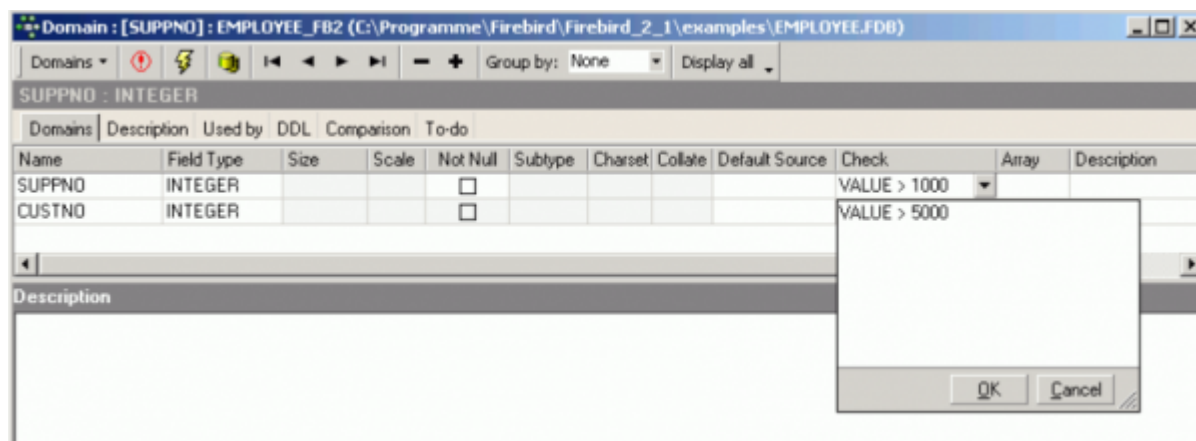 Domain : [SUPPNO] : EMPLOYEE_FB2 (C:\Programme\Firebird\Firebird_2_1\examples\EMPLOYEE.FDB)
Domains Group by: None Display all
SUPPNO : INTEGER
Domains Description Used by DDL Comparison To-do
Name Field Type Size Scale Not Null Subtype Charset Collate Default Source Check Array Description
SUPPNO INTEGER VALUE > 1000
CUSTNO INTEGER
VALUE > 5000
Description
OK Cancel